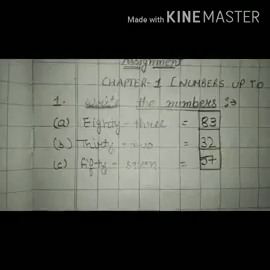 Made with KINEMASTER
Assignment
CHAPTER-1 [NUMBERS UP TO
1. Write the numbers :→
(a) Eighty-three = 83
(b) Thirty-two = 32
(c) Fifty-seven = 57